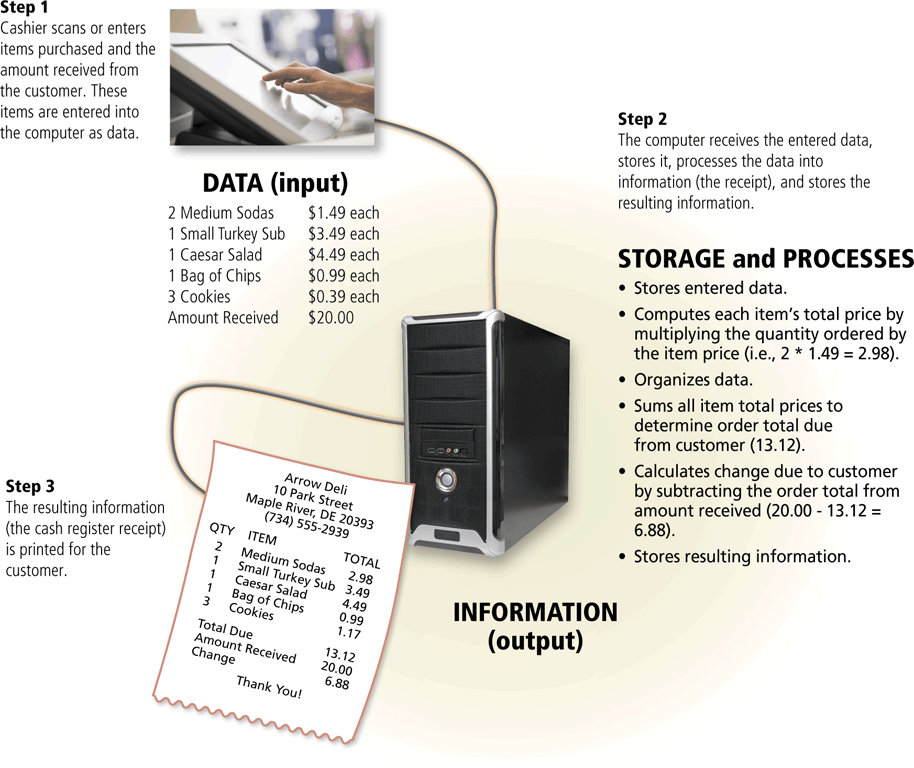 Step 1
Cashier scans or enters
items purchased and the
amount received from
the customer. These
items are entered into
the computer as data.
DATA (input)
2 Medium Sodas $1.49 each
1 Small Turkey Sub $3.49 each
1 Caesar Salad $4.49 each
1 Bag of Chips $0.99 each
3 Cookies $0.39 each
Amount Received $20.00
Step 2
The computer receives the entered data,
stores it, processes the data into
information (the receipt), and stores the
resulting information.
STORAGE and PROCESSES
• Stores entered data.
• Computes each item's total price by
multiplying the quantity ordered by
the item price (i.e., 2 * 1.49 = 2.98).
• Organizes data.
• Sums all item total prices to
determine order total due
from customer (13.12).
• Calculates change due to customer
by subtracting the order total from
amount received (20.00 - 13.12 =
6.88).
• Stores resulting information.
Step 3
The resulting information
(the cash register receipt)
is printed for the
customer.
Arrow Deli
10 Park Street
Maple River, DE 20393
(734) 555-2939
QTY ITEM TOTAL
2 Medium Sodas 2.98
1 Small Turkey Sub 3.49
1 Caesar Salad 4.49
1 Bag of Chips 0.99
3 Cookies 1.17
Total Due 13.12
Amount Received 20.00
Change 6.88
Thank You!
INFORMATION
(output)